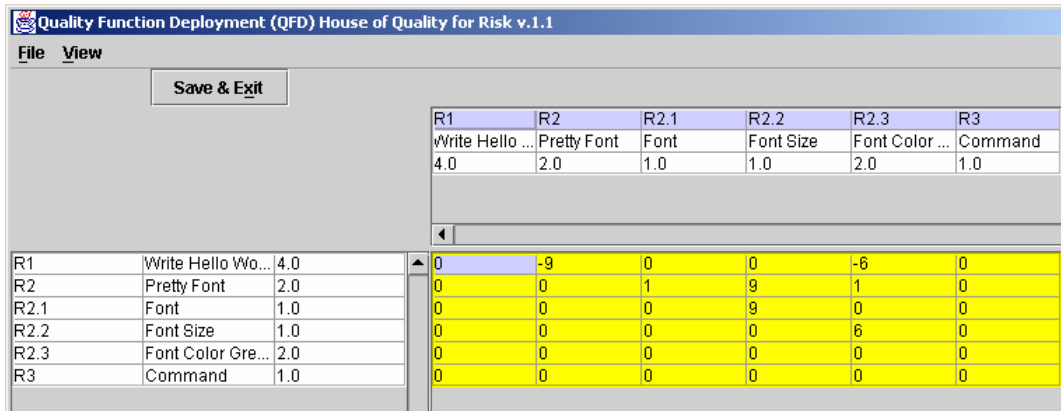 Quality Function Deployment (QFD) House of Quality for Risk v.1.1
File View
Save & Exit
R1 R2 R2.1 R2.2 R2.3 R3
Write Hello ... Pretty Font Font Font Size Font Color ... Command
4.0 2.0 1.0 1.0 2.0 1.0
R1 Write Hello Wo... 4.0 0 -9 0 0 -6 0
R2 Pretty Font 2.0 0 0 1 9 1 0
R2.1 Font 1.0 0 0 0 9 0 0
R2.2 Font Size 1.0 0 0 0 0 6 0
R2.3 Font Color Gre... 2.0 0 0 0 0 0 0
R3 Command 1.0 0 0 0 0 0 0